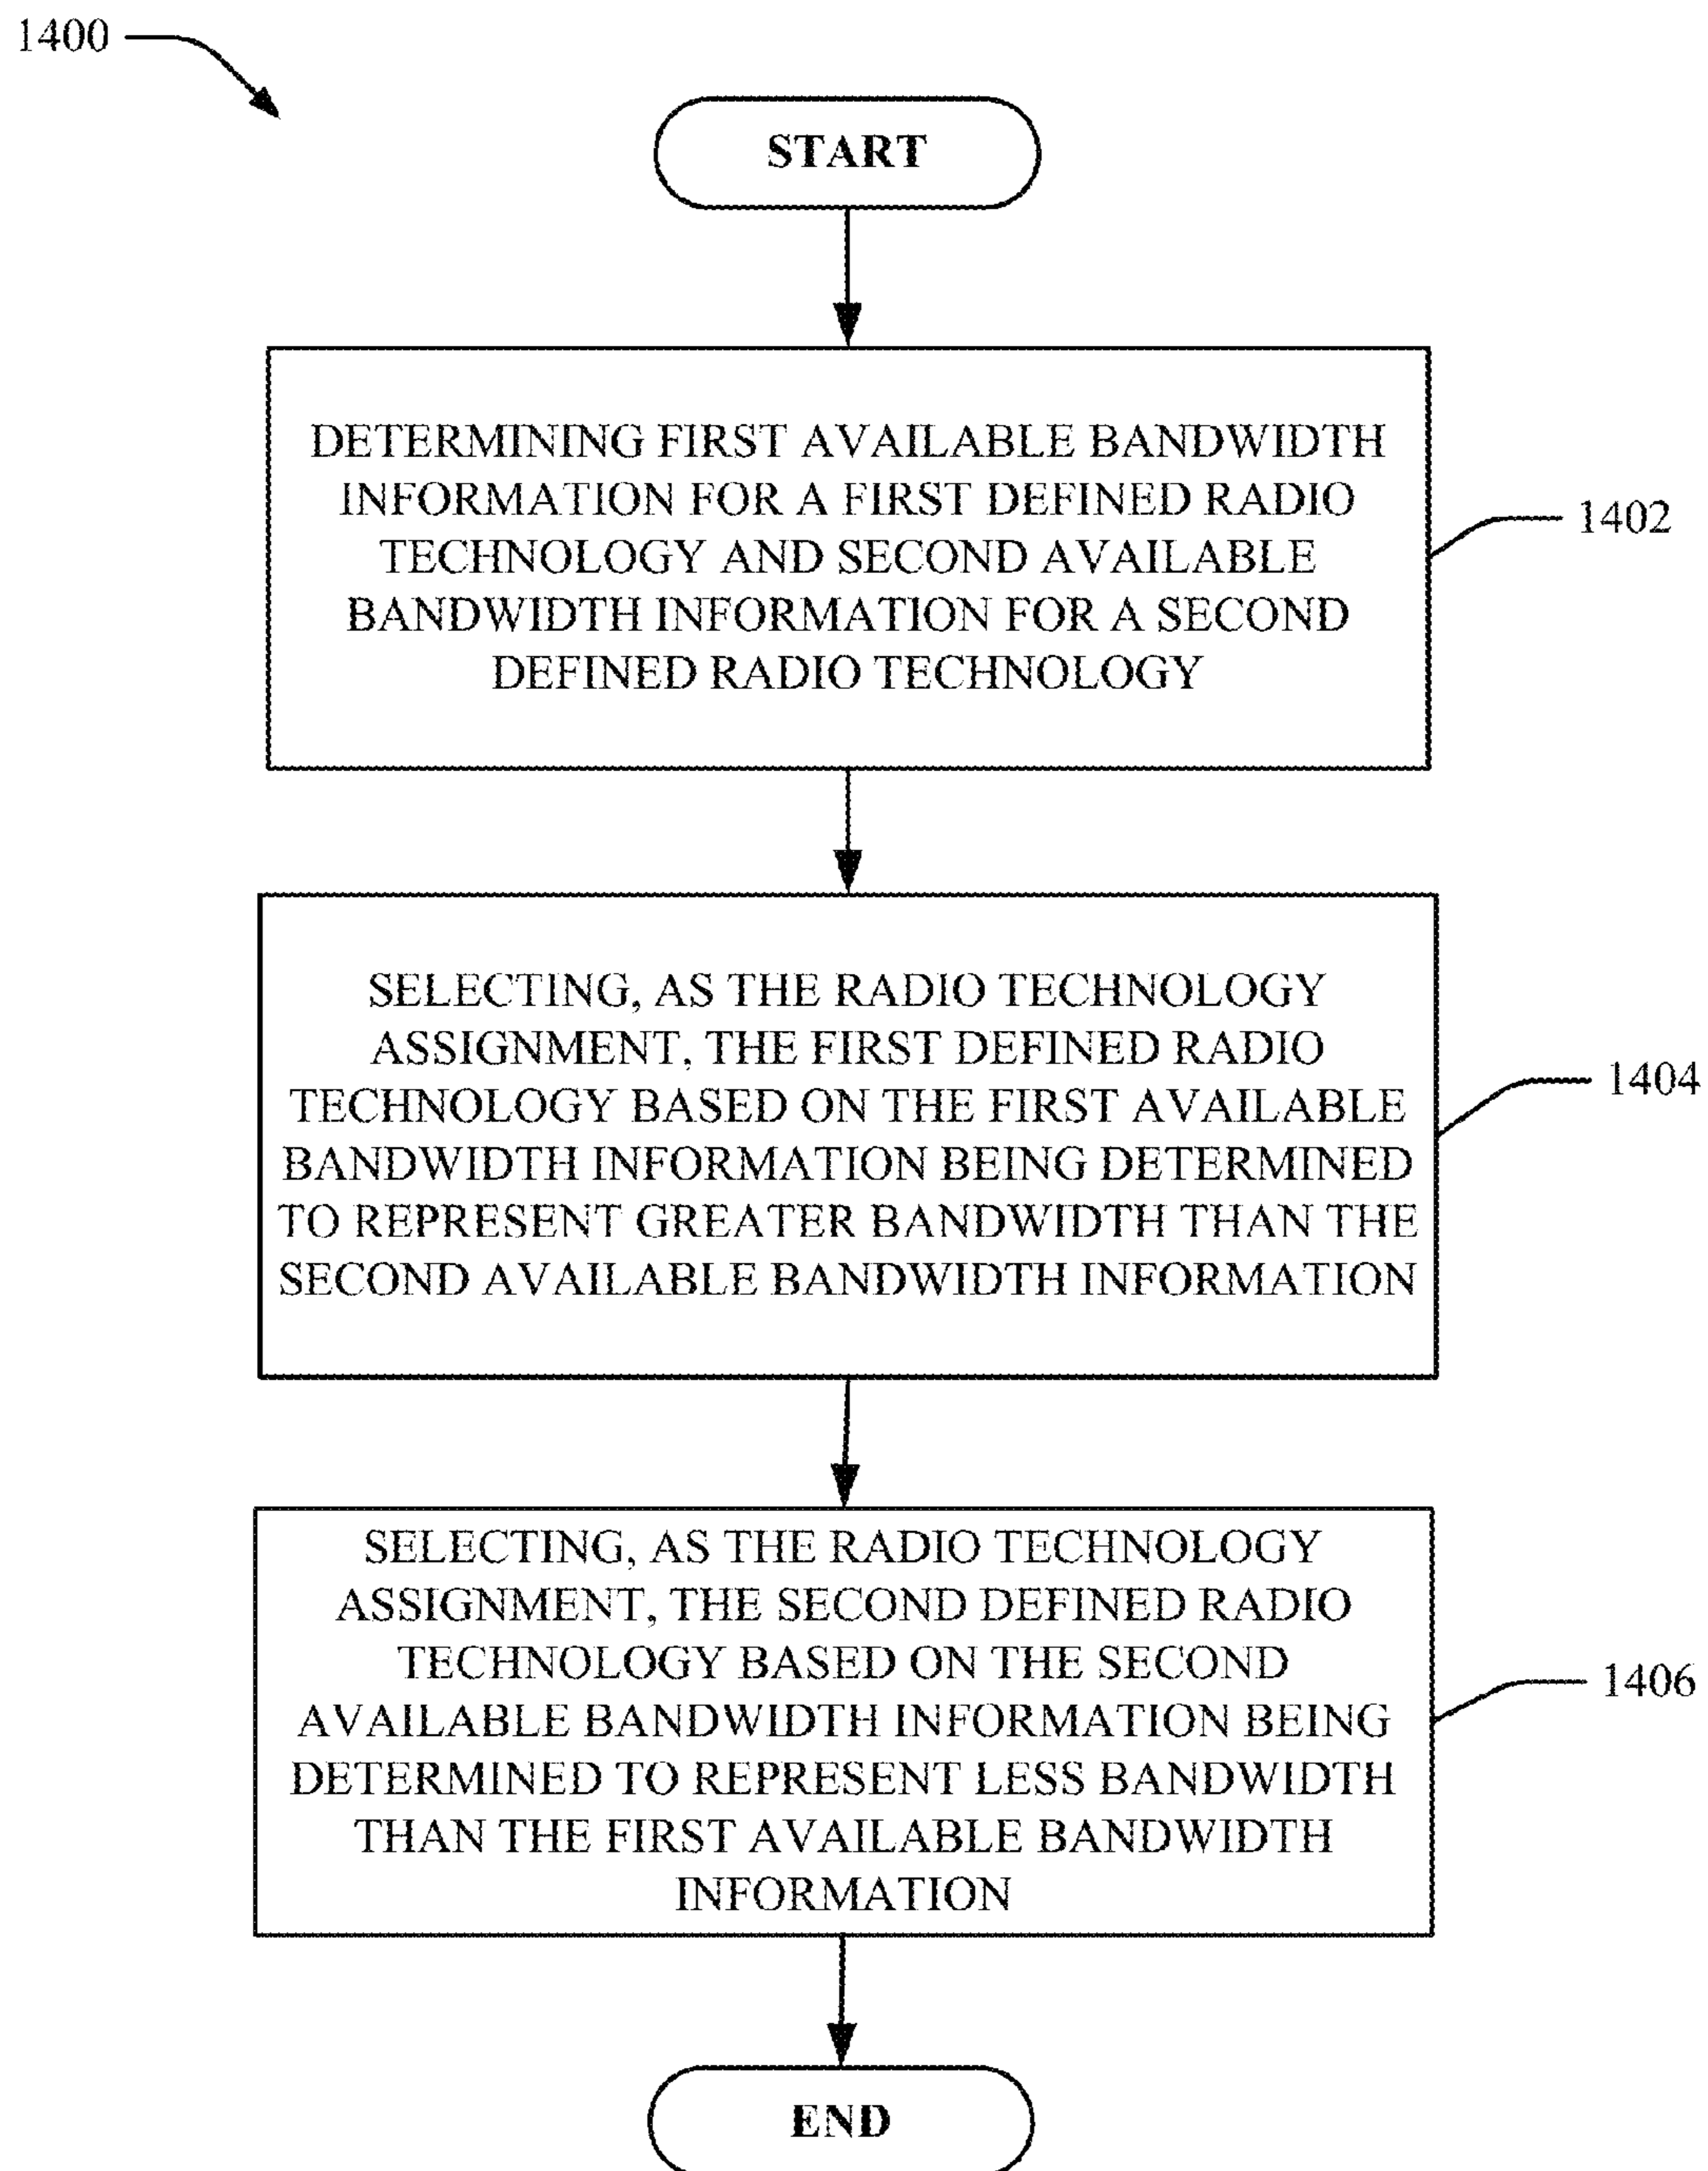 1400
START
DETERMINING FIRST AVAILABLE BANDWIDTH
INFORMATION FOR A FIRST DEFINED RADIO
TECHNOLOGY AND SECOND AVAILABLE
BANDWIDTH INFORMATION FOR A SECOND
DEFINED RADIO TECHNOLOGY
1402
SELECTING, AS THE RADIO TECHNOLOGY
ASSIGNMENT, THE FIRST DEFINED RADIO
TECHNOLOGY BASED ON THE FIRST AVAILABLE
BANDWIDTH INFORMATION BEING DETERMINED
TO REPRESENT GREATER BANDWIDTH THAN THE
SECOND AVAILABLE BANDWIDTH INFORMATION
1404
SELECTING, AS THE RADIO TECHNOLOGY
ASSIGNMENT, THE SECOND DEFINED RADIO
TECHNOLOGY BASED ON THE SECOND
AVAILABLE BANDWIDTH INFORMATION BEING
DETERMINED TO REPRESENT LESS BANDWIDTH
THAN THE FIRST AVAILABLE BANDWIDTH
INFORMATION
1406
END